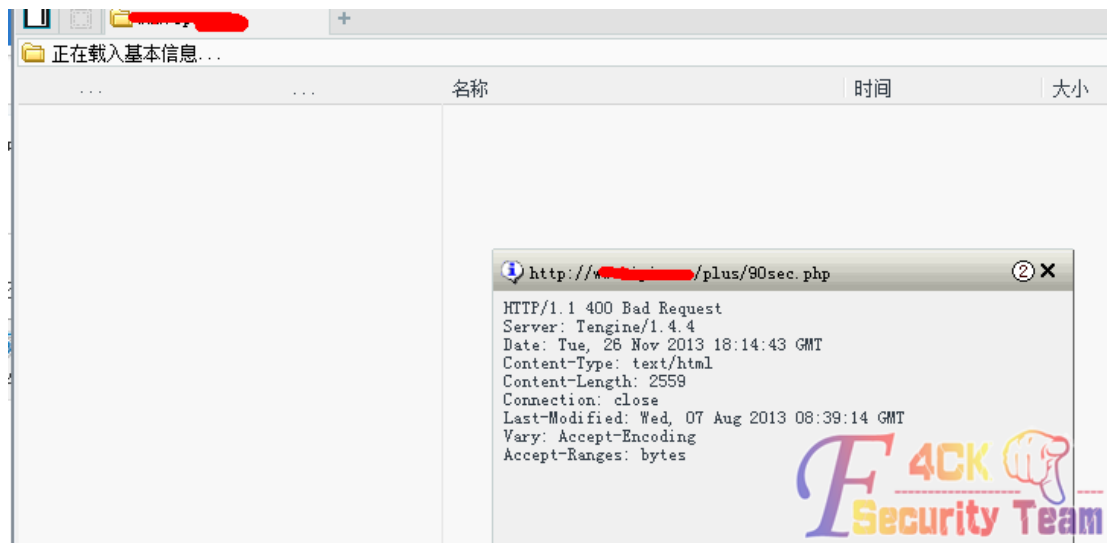 +
正在载入基本信息...
... ... 名称 时间 大小
http://w /plus/90sec.php ②
HTTP/1.1 400 Bad Request
Server: Tengine/1.4.4
Date: Tue, 26 Nov 2013 18:14:43 GMT
Content-Type: text/html
Content-Length: 2559
Connection: close
Last-Modified: Wed, 07 Aug 2013 08:39:14 GMT
Vary: Accept-Encoding
Accept-Ranges: bytes
F4CK
Security Team